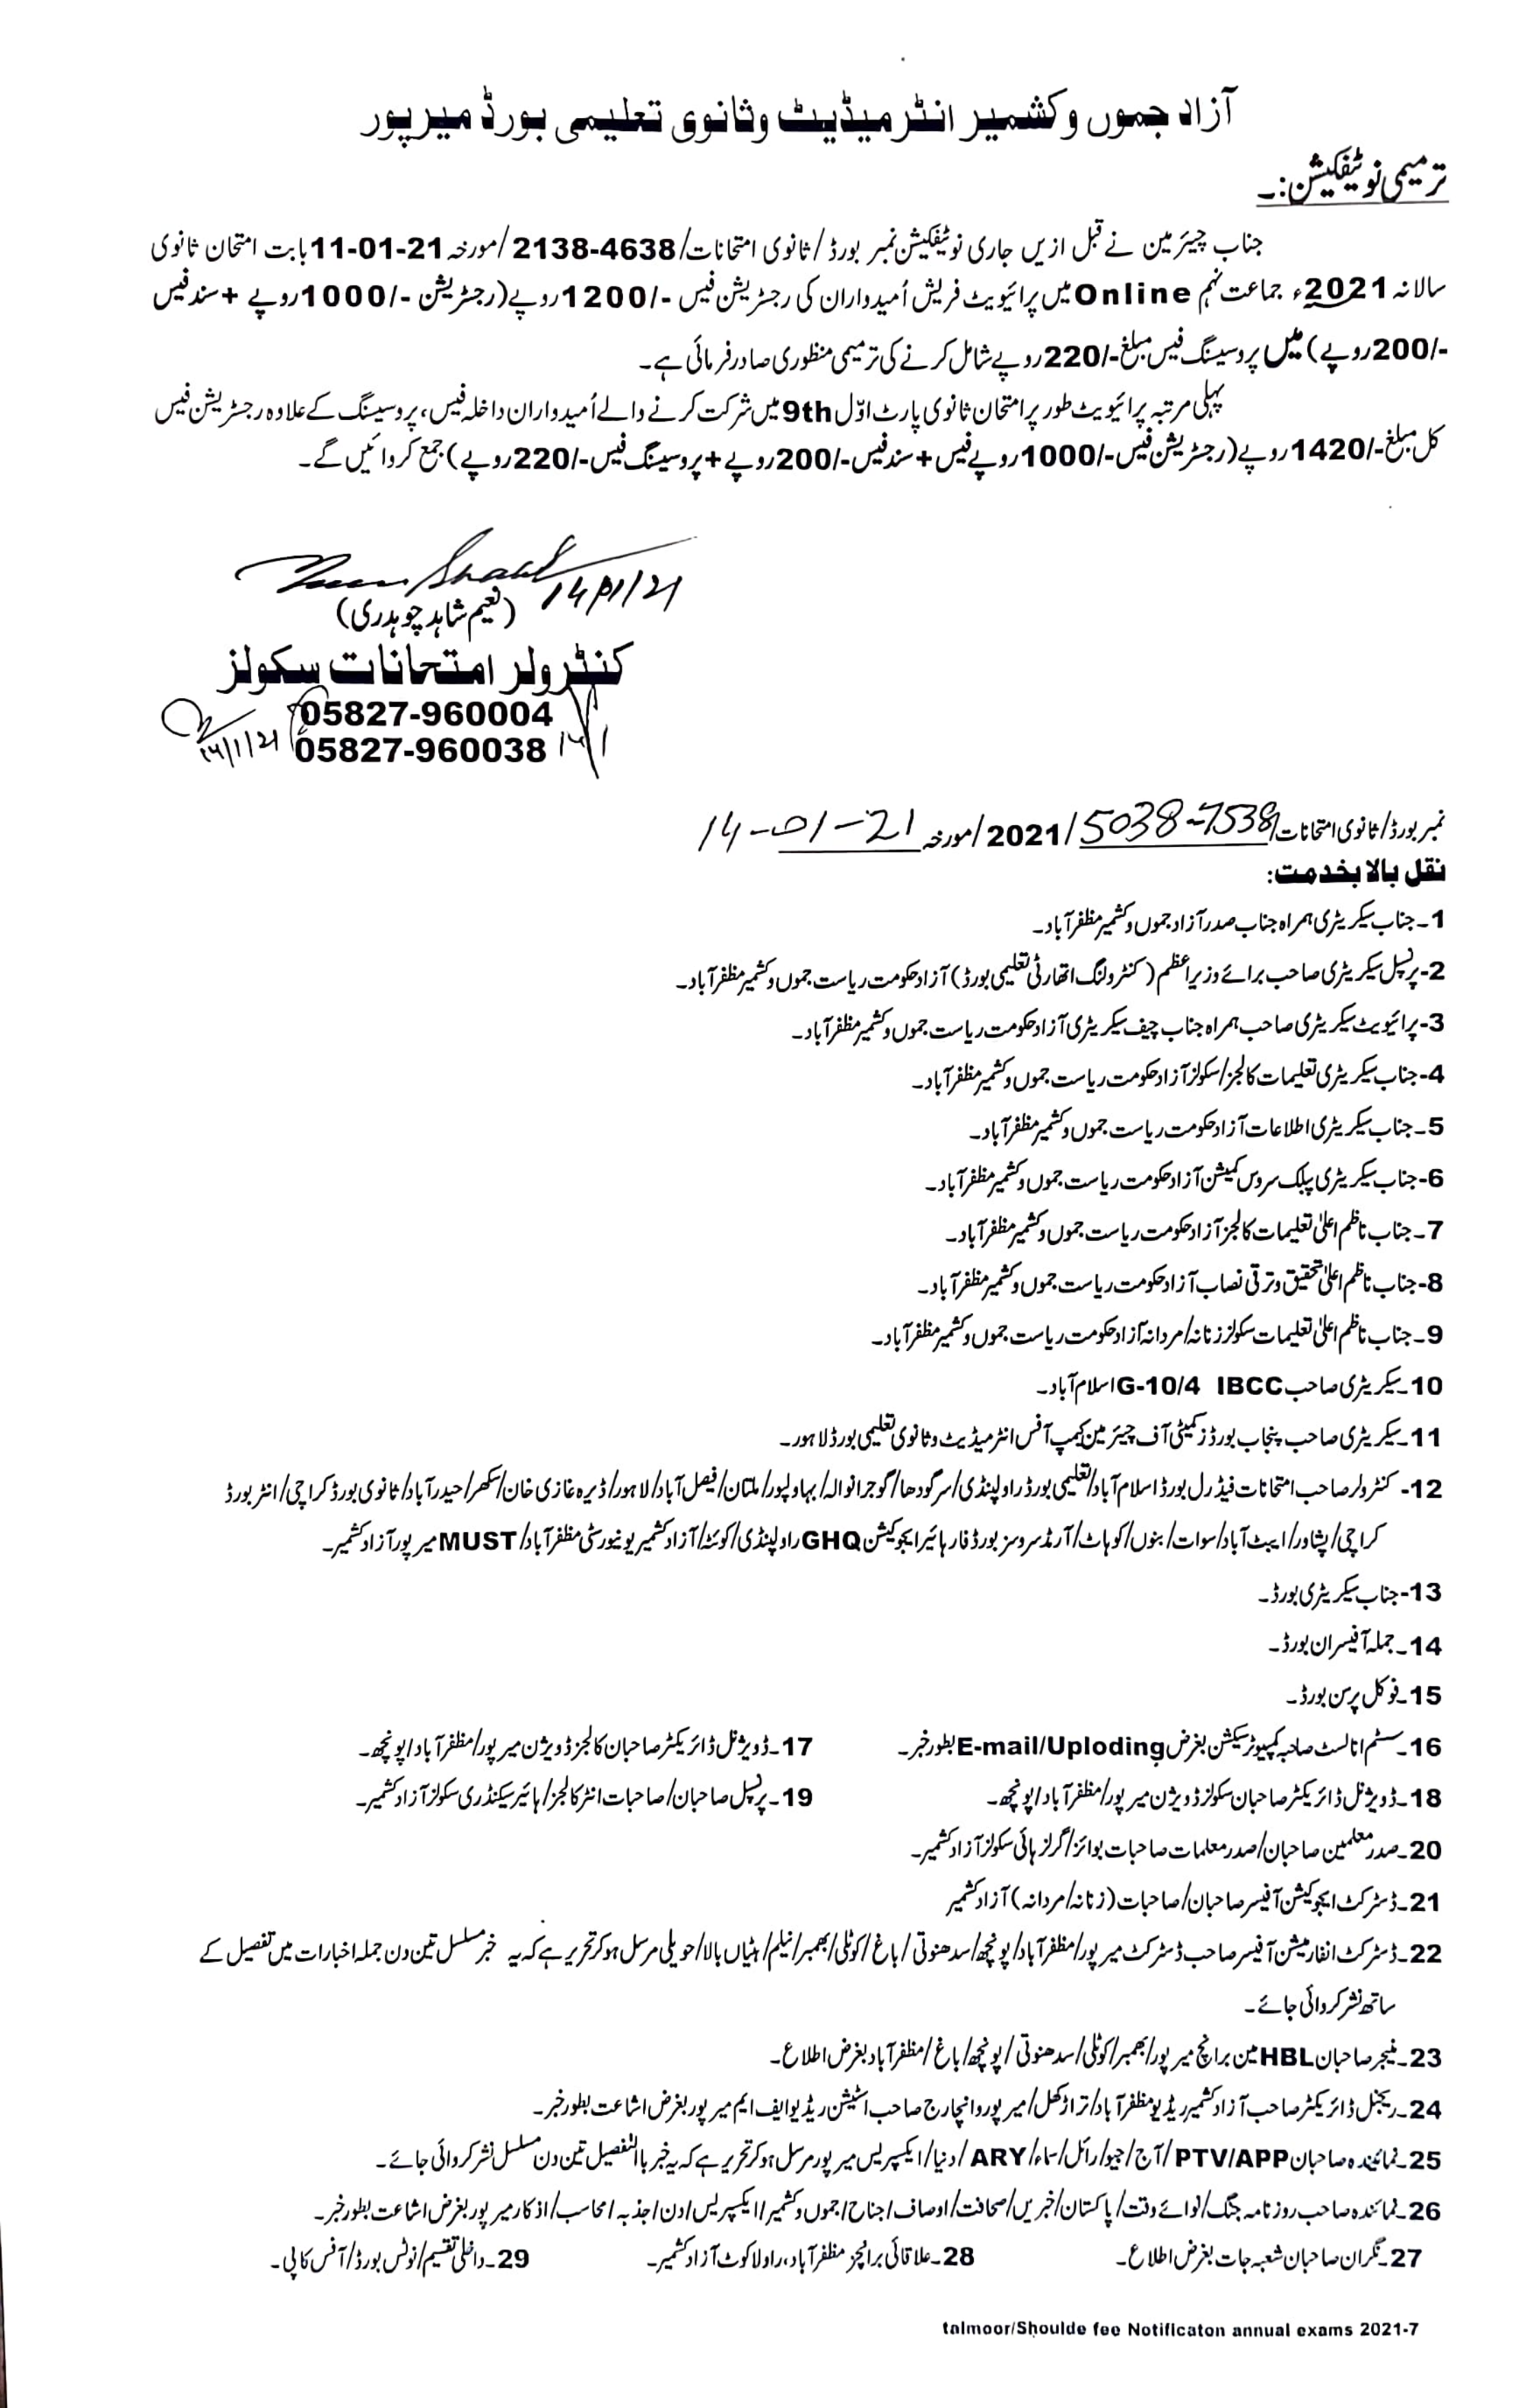 آزاد جموں وکشمیر انٹرمیڈیٹ وثانوی تعلیمی بورڈ میرپور
ترمیمی نوٹیفکیشن:۔
جناب چیئرمین نے قبل ازیں جاری نوٹیفکیشن نمبر بورڈ/ثانوی امتحانات/2138-4638/مورخہ 21-01-11 بابت امتحان ثانوی
سالانہ 2021ء جماعت نہم Online میں پرائیویٹ فریش اُمیدواران کی رجسٹریشن فیس -/1200 روپے(رجسٹریشن -/1000 روپے + سند فیس
-/200 روپے) میں پروسیسنگ فیس مبلغ -/220 روپے شامل کرنے کی ترمیمی منظوری صادر فرمائی ہے۔
پہلی مرتبہ پرائیویٹ طور پر امتحان ثانوی پارٹ اوّل 9th میں شرکت کرنے والے اُمیدواران داخلہ فیس، پروسیسنگ کے علاوہ رجسٹریشن فیس
کل مبلغ -/1420 روپے(رجسٹریشن فیس -/1000 روپے فیس + سند فیس -/200 روپے + پروسیسنگ فیس -/220 روپے) جمع کروائیں گے۔
14/01/21
(نعیم شاہد چوہدری)
کنٹرولر امتحانات سکولز
05827-960004
14/1/21 05827-960038 14/1
نمبر بورڈ/ثانوی امتحانات/5038-7538/2021/مورخہ 14-01-21
نقل بالا بخدمت:
1۔جناب سیکریٹری ہمراہ جناب صدر آزاد جموں وکشمیر مظفرآباد۔
2-پرنسپل سیکریٹری صاحب برائے وزیراعظم (کنٹرولنگ اتھارٹی تعلیمی بورڈ) آزاد حکومت ریاست جموں وکشمیر مظفرآباد۔
3-پرائیویٹ سیکریٹری صاحب ہمراہ جناب چیف سیکریٹری آزاد حکومت ریاست جموں وکشمیر مظفرآباد۔
4-جناب سیکریٹری تعلیمات کالجز/سکولز آزاد حکومت ریاست جموں وکشمیر مظفرآباد۔
5۔جناب سیکریٹری اطلاعات آزاد حکومت ریاست جموں وکشمیر مظفرآباد۔
6-جناب سیکریٹری پبلک سروس کمیشن آزاد حکومت ریاست جموں وکشمیر مظفرآباد۔
7۔جناب ناظم اعلیٰ تعلیمات کالجز آزاد حکومت ریاست جموں وکشمیر مظفرآباد۔
8-جناب ناظم اعلیٰ تحقیق وترقی نصاب آزاد حکومت ریاست جموں وکشمیر مظفرآباد۔
9۔جناب ناظم اعلیٰ تعلیمات سکولز زنانہ/مردانہ آزاد حکومت ریاست جموں وکشمیر مظفرآباد۔
10۔سیکریٹری صاحب IBCC G-10/4 اسلام آباد۔
11۔سیکریٹری صاحب پنجاب بورڈز کمیٹی آف چیئرمین کیمپ آفس انٹرمیڈیٹ وثانوی تعلیمی بورڈ لاہور۔
12- کنٹرولر صاحب امتحانات فیڈرل بورڈ اسلام آباد/تعلیمی بورڈ راولپنڈی/سرگودھا/گوجرانوالہ/بہاولپور/ملتان/فیصل آباد/لاہور/ڈیرہ غازی خان/سکھر/حیدرآباد/ثانوی بورڈ کراچی/انٹر بورڈ
کراچی/پشاور/ایبٹ آباد/سوات/بنوں/کوہاٹ/آرمڈ سروسز بورڈ فار ہائیر ایجوکیشن GHQ راولپنڈی/کوئٹہ/آزاد کشمیر یونیورسٹی مظفرآباد/MUST میرپور آزاد کشمیر۔
13-جناب سیکریٹری بورڈ۔
14۔جملہ آفیسران بورڈ۔
15۔فوکل پرسن بورڈ۔
16۔سسٹم انالسٹ صاحب کمپیوٹر سیکشن بغرض E-mail/Uploding بطور خبر۔ 17۔ڈویژنل ڈائریکٹر صاحبان کالجز ڈویژن میرپور/مظفرآباد/پونچھ۔
18۔ڈویژنل ڈائریکٹر صاحبان سکولز ڈویژن میرپور/مظفرآباد/پونچھ۔ 19۔پرنسپل صاحبان/صاحبات انٹر کالجز/ہائیر سیکنڈری سکولز آزاد کشمیر۔
20۔صدر معلمین صاحبان/صدر معلمات صاحبات بوائز/گرلز ہائی سکولز آزاد کشمیر۔
21۔ڈسٹرکٹ ایجوکیشن آفیسر صاحبان/صاحبات (زنانہ/مردانہ) آزاد کشمیر
22۔ڈسٹرکٹ انفارمیشن آفیسر صاحب ڈسٹرکٹ میرپور/مظفرآباد/پونچھ/سدھنوتی/باغ/کوٹلی/بھمبر/نیلم/ہٹیاں بالا/حویلی مرسل ہو کر تحریر ہے کہ یہ خبر مسلسل تین دن جملہ اخبارات میں تفصیل کے
ساتھ نشر کروائی جائے۔
23۔منیجر صاحبان HBL مین برانچ میرپور/بھمبر/کوٹلی/سدھنوتی/پونچھ/باغ/مظفرآباد بغرض اطلاع۔
24۔ریجنل ڈائریکٹر صاحب آزاد کشمیر ریڈیو مظفرآباد/تراڑکھل/میرپور وانچارج صاحب اسٹیشن ریڈیو ایف ایم میرپور بغرض اشاعت بطور خبر۔
25۔نمائندہ صاحبان PTV/APP/آج/جیو/رائل/سماء/ARY/دنیا/ایکسپریس میرپور مرسل ہو کر تحریر ہے کہ یہ خبر باالتفصیل تین دن مسلسل نشر کروائی جائے۔
26۔نمائندہ صاحب روزنامہ جنگ/نوائے وقت/پاکستان/خبریں/صحافت/اوصاف/جناح/جموں وکشمیر/ایکسپریس/دن/جذبہ/محاسب/اذکار میرپور بغرض اشاعت بطور خبر۔
27۔نگران صاحبان شعبہ جات بغرض اطلاع۔ 28۔علاقائی برانچز مظفرآباد،راولاکوٹ آزاد کشمیر۔ 29۔داخلی تقسیم/نوٹس بورڈ/آفس کاپی۔
talmoor/Shoulde fee Notificaton annual exams 2021-7